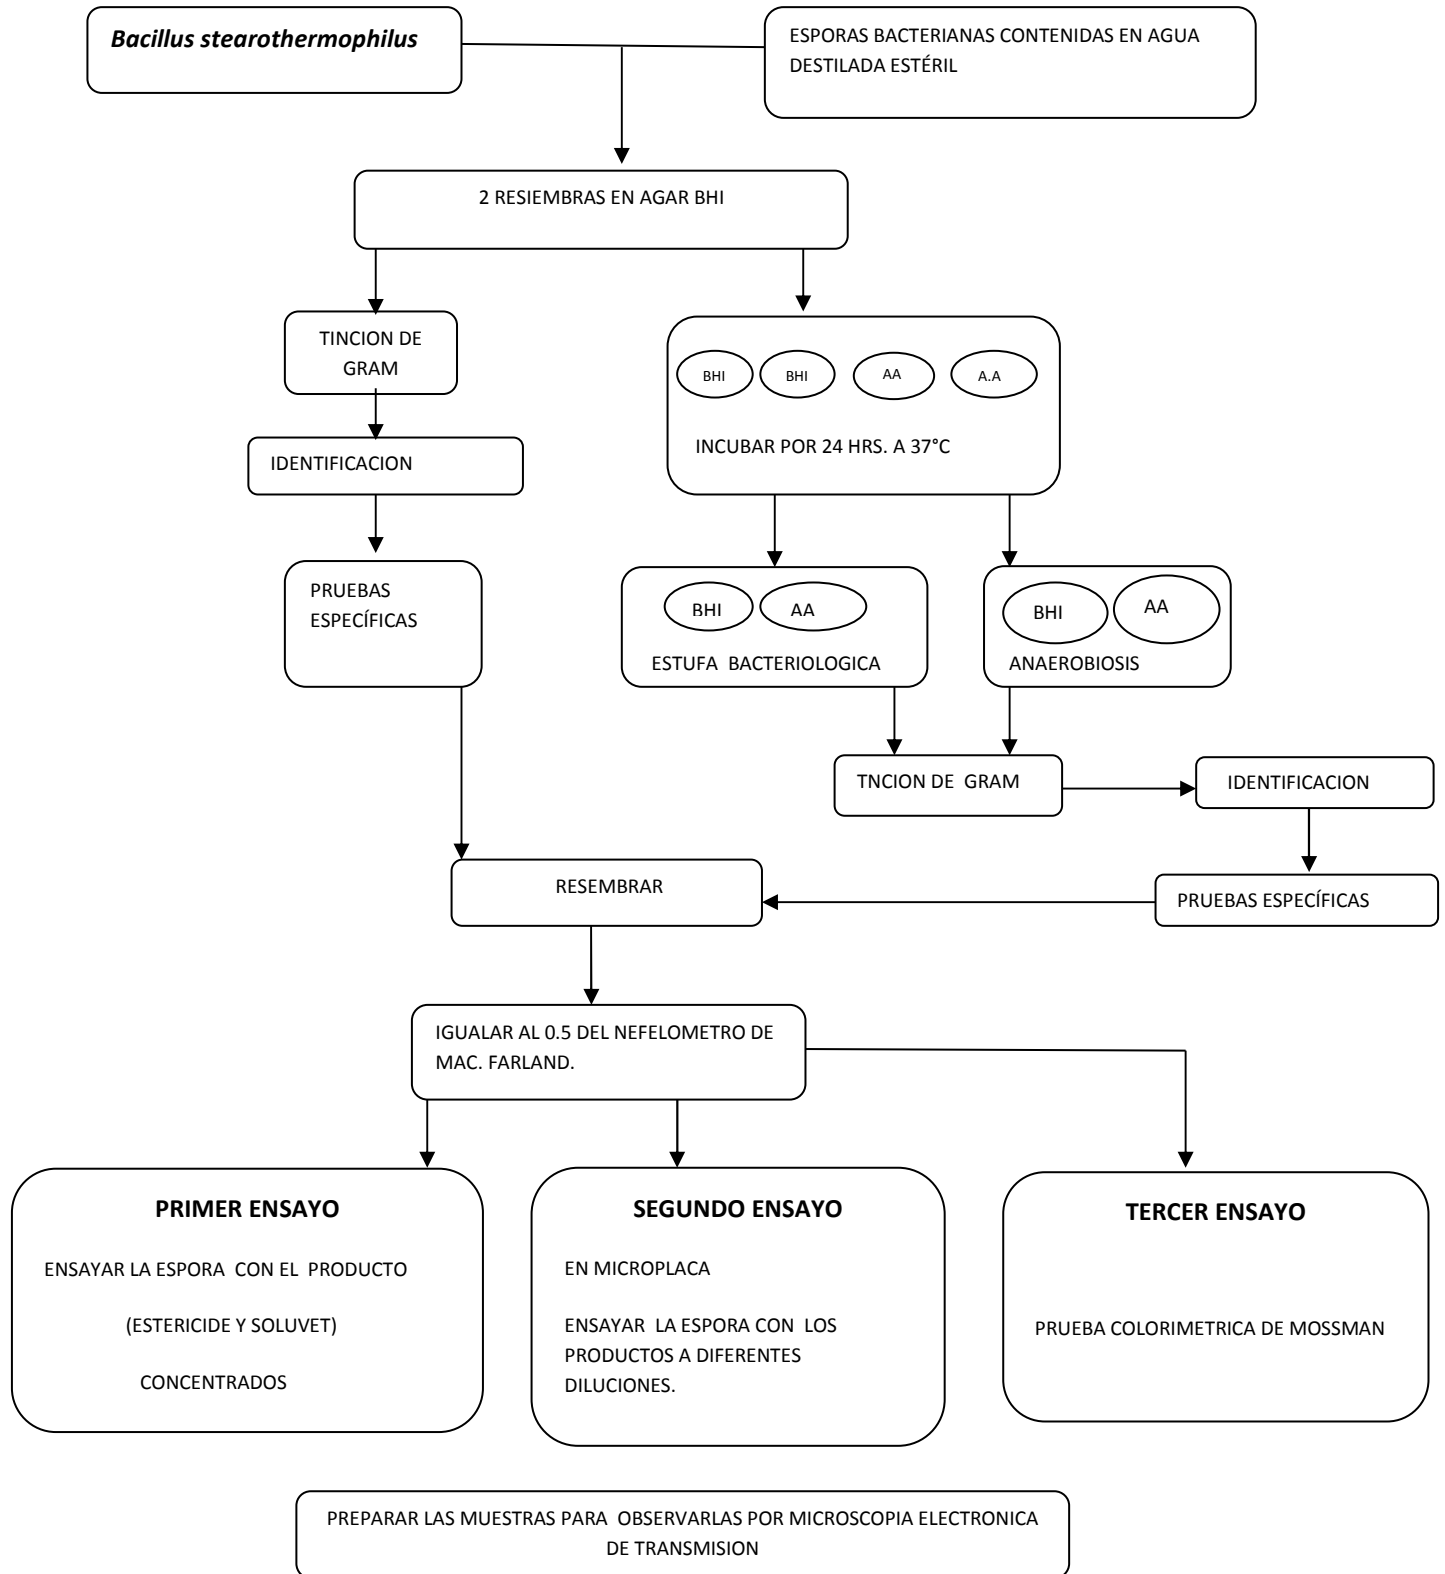 Bacillus stearothermophilus
ESPORAS BACTERIANAS CONTENIDAS EN AGUA
DESTILADA ESTÉRIL
2 RESIEMBRAS EN AGAR BHI
TINCION DE
GRAM
BHI
BHI
AA
A.A
INCUBAR POR 24 HRS. A 37°C
IDENTIFICACION
PRUEBAS
ESPECÍFICAS
BHI
AA
ESTUFA BACTERIOLOGICA
BHI
AA
ANAEROBIOSIS
TNCION DE GRAM
IDENTIFICACION
PRUEBAS ESPECÍFICAS
RESEMBRAR
IGUALAR AL 0.5 DEL NEFELOMETRO DE
MAC. FARLAND.
PRIMER ENSAYO
ENSAYAR LA ESPORA CON EL PRODUCTO
(ESTERICIDE Y SOLUVET)
CONCENTRADOS
SEGUNDO ENSAYO
EN MICROPLACA
ENSAYAR LA ESPORA CON LOS
PRODUCTOS A DIFERENTES
DILUCIONES.
TERCER ENSAYO
PRUEBA COLORIMETRICA DE MOSSMAN
PREPARAR LAS MUESTRAS PARA OBSERVARLAS POR MICROSCOPIA ELECTRONICA
DE TRANSMISION